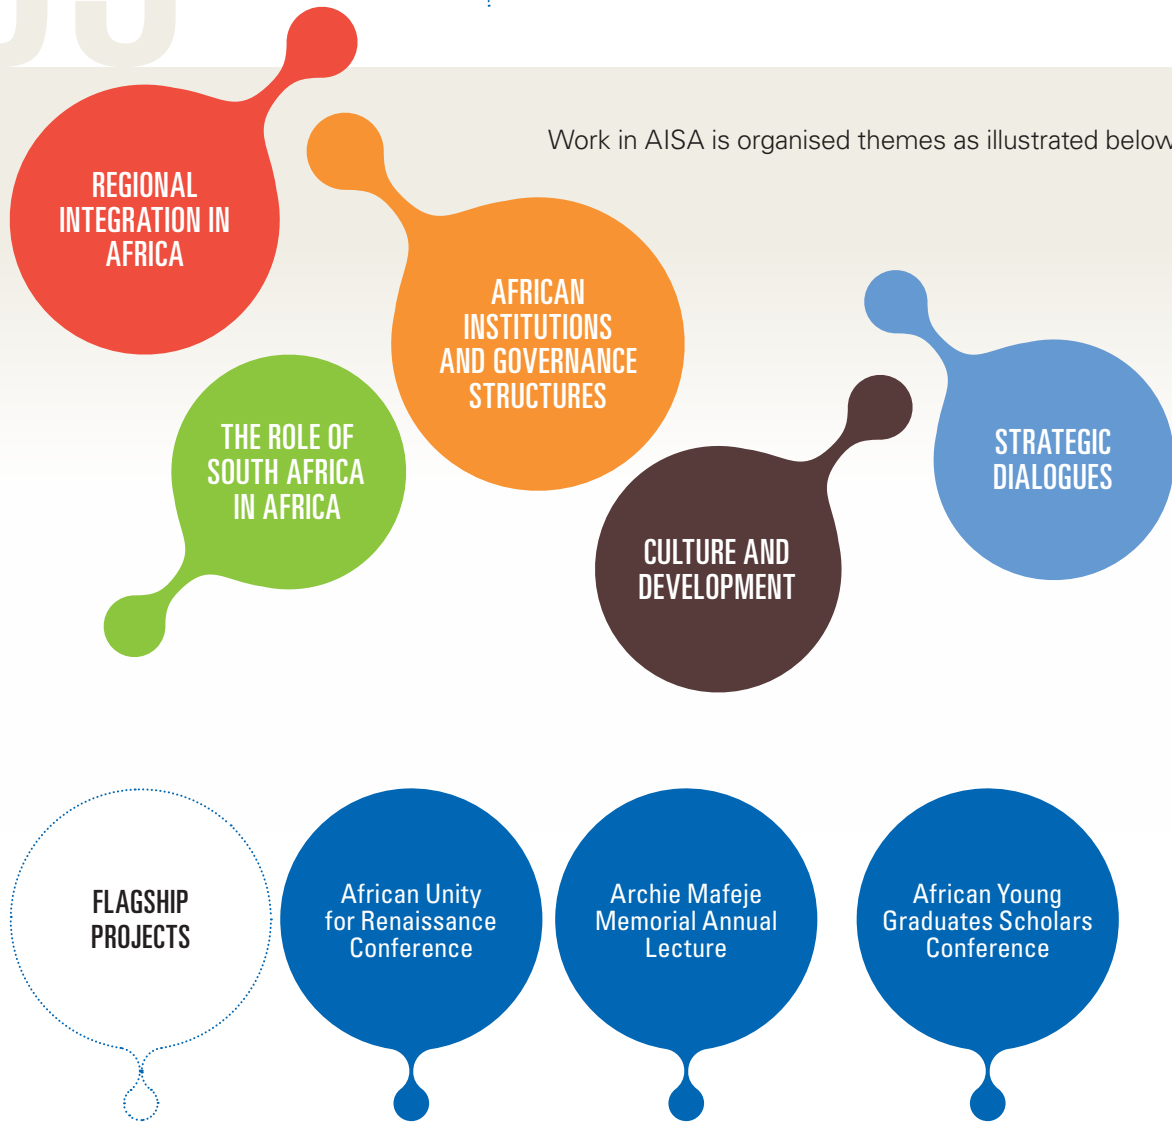 Work in AISA is organised themes as illustrated below
REGIONAL
INTEGRATION IN
AFRICA
AFRICAN
INSTITUTIONS
AND GOVERNANCE
STRUCTURES
THE ROLE OF
SOUTH AFRICA
IN AFRICA
CULTURE AND
DEVELOPMENT
STRATEGIC
DIALOGUES
FLAGSHIP
PROJECTS
African Unity
for Renaissance
Conference
Archie Mafeje
Memorial Annual
Lecture
African Young
Graduates Scholars
Conference